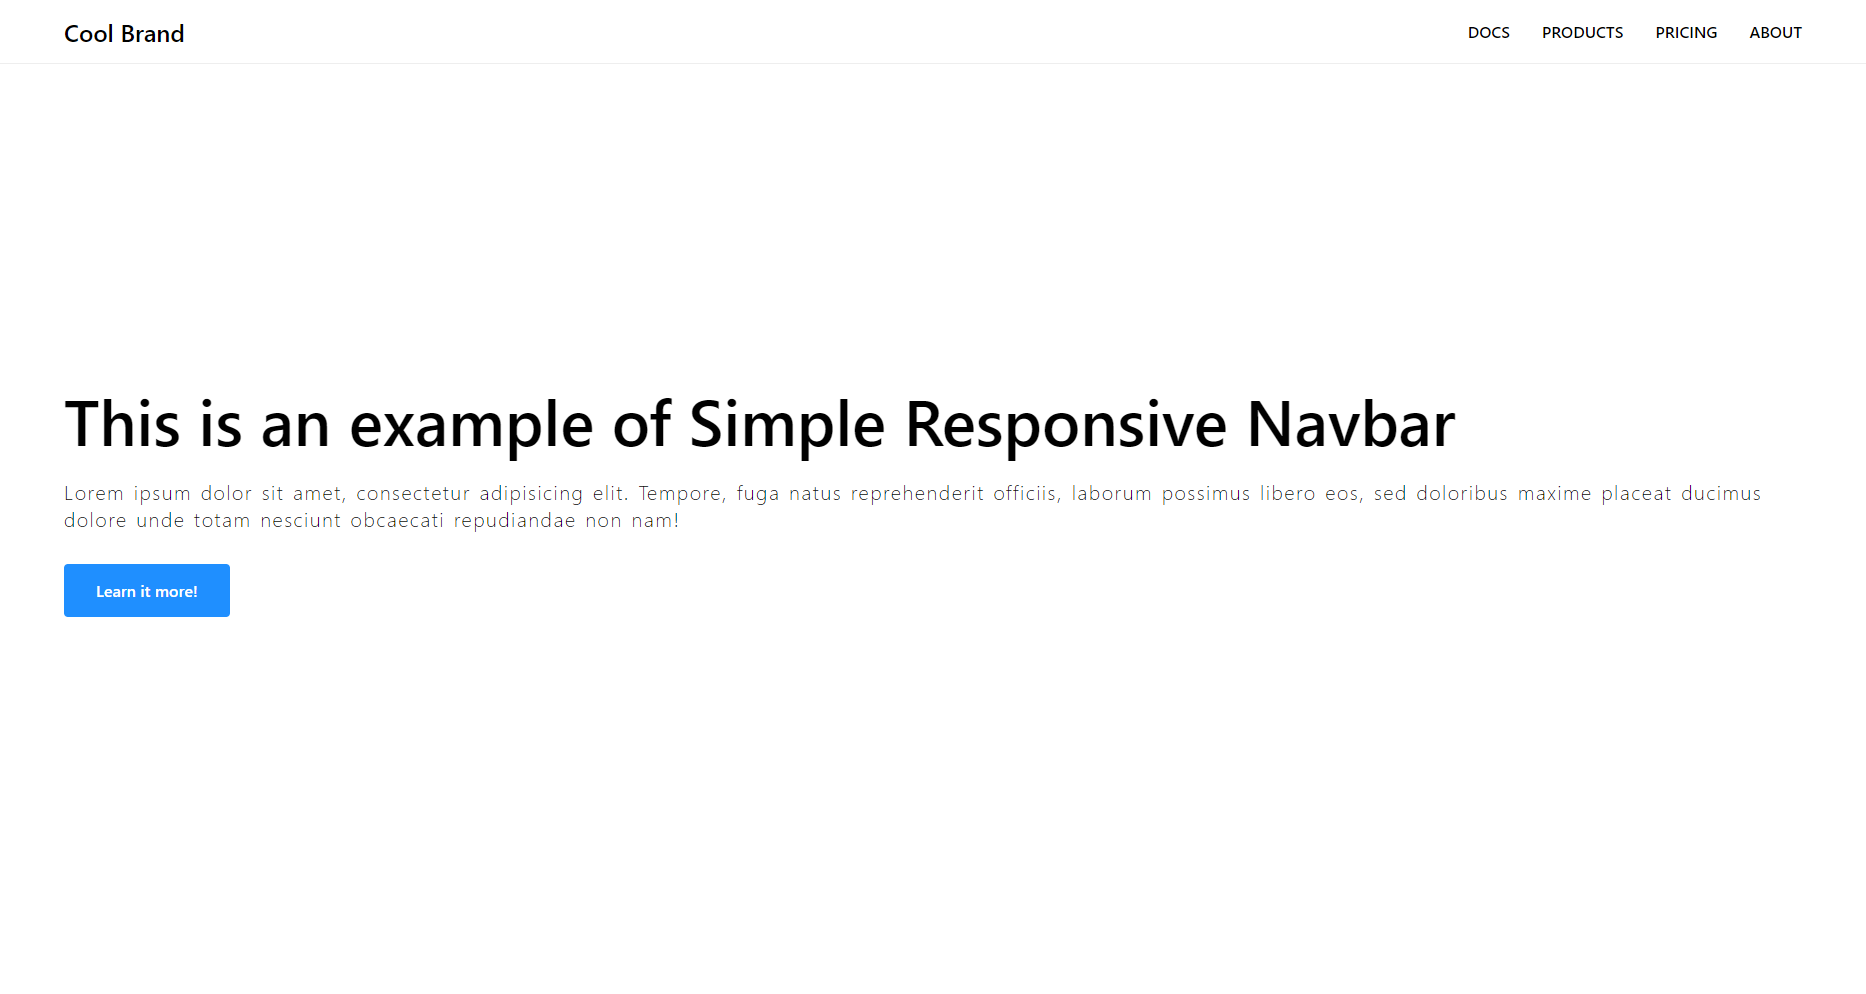 Cool Brand
DOCS PRODUCTS PRICING ABOUT
This is an example of Simple Responsive Navbar
Lorem ipsum dolor sit amet, consectetur adipisicing elit. Tempore, fuga natus reprehenderit officiis, laborum possimus libero eos, sed doloribus maxime placeat ducimus
dolore unde totam nesciunt obcaecati repudiandae non nam!
Learn it more!